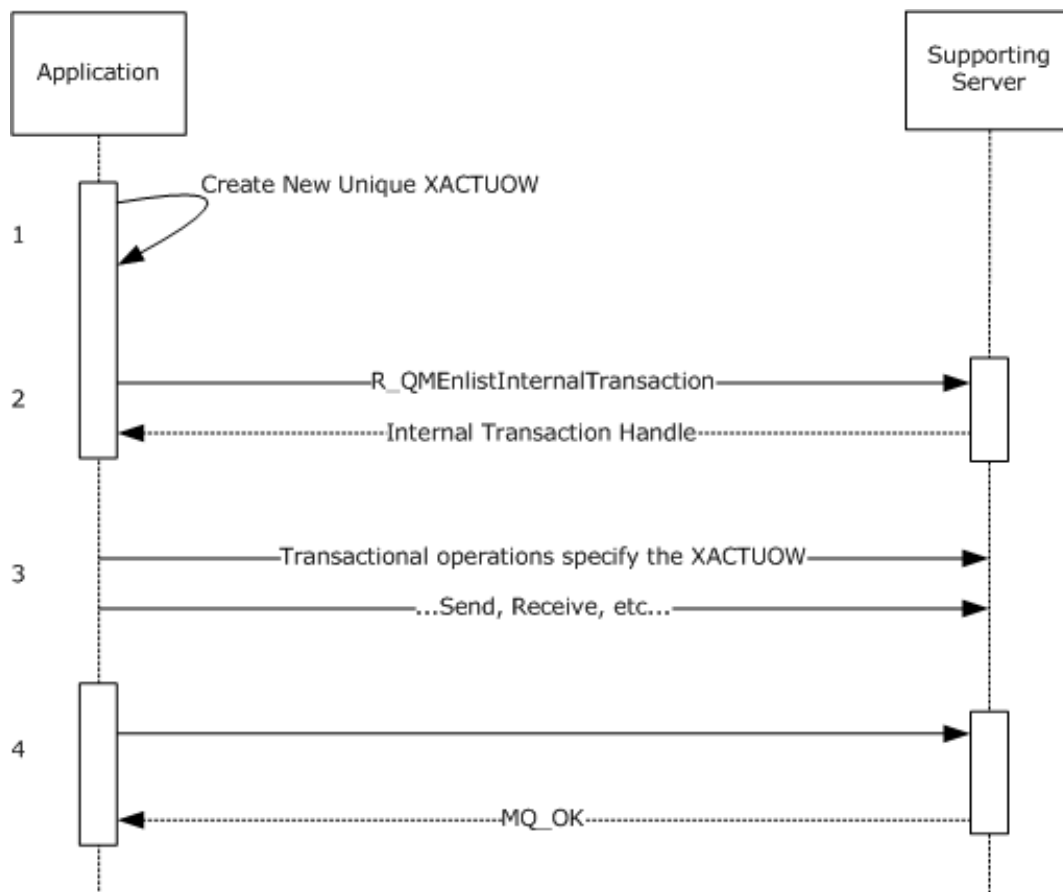 Application
Supporting
Server
Create New Unique XACTUOW
1
R_QMEnlistInternalTransaction
2
Internal Transaction Handle
Transactional operations specify the XACTUOW
3
...Send, Receive, etc...
4
MQ_OK